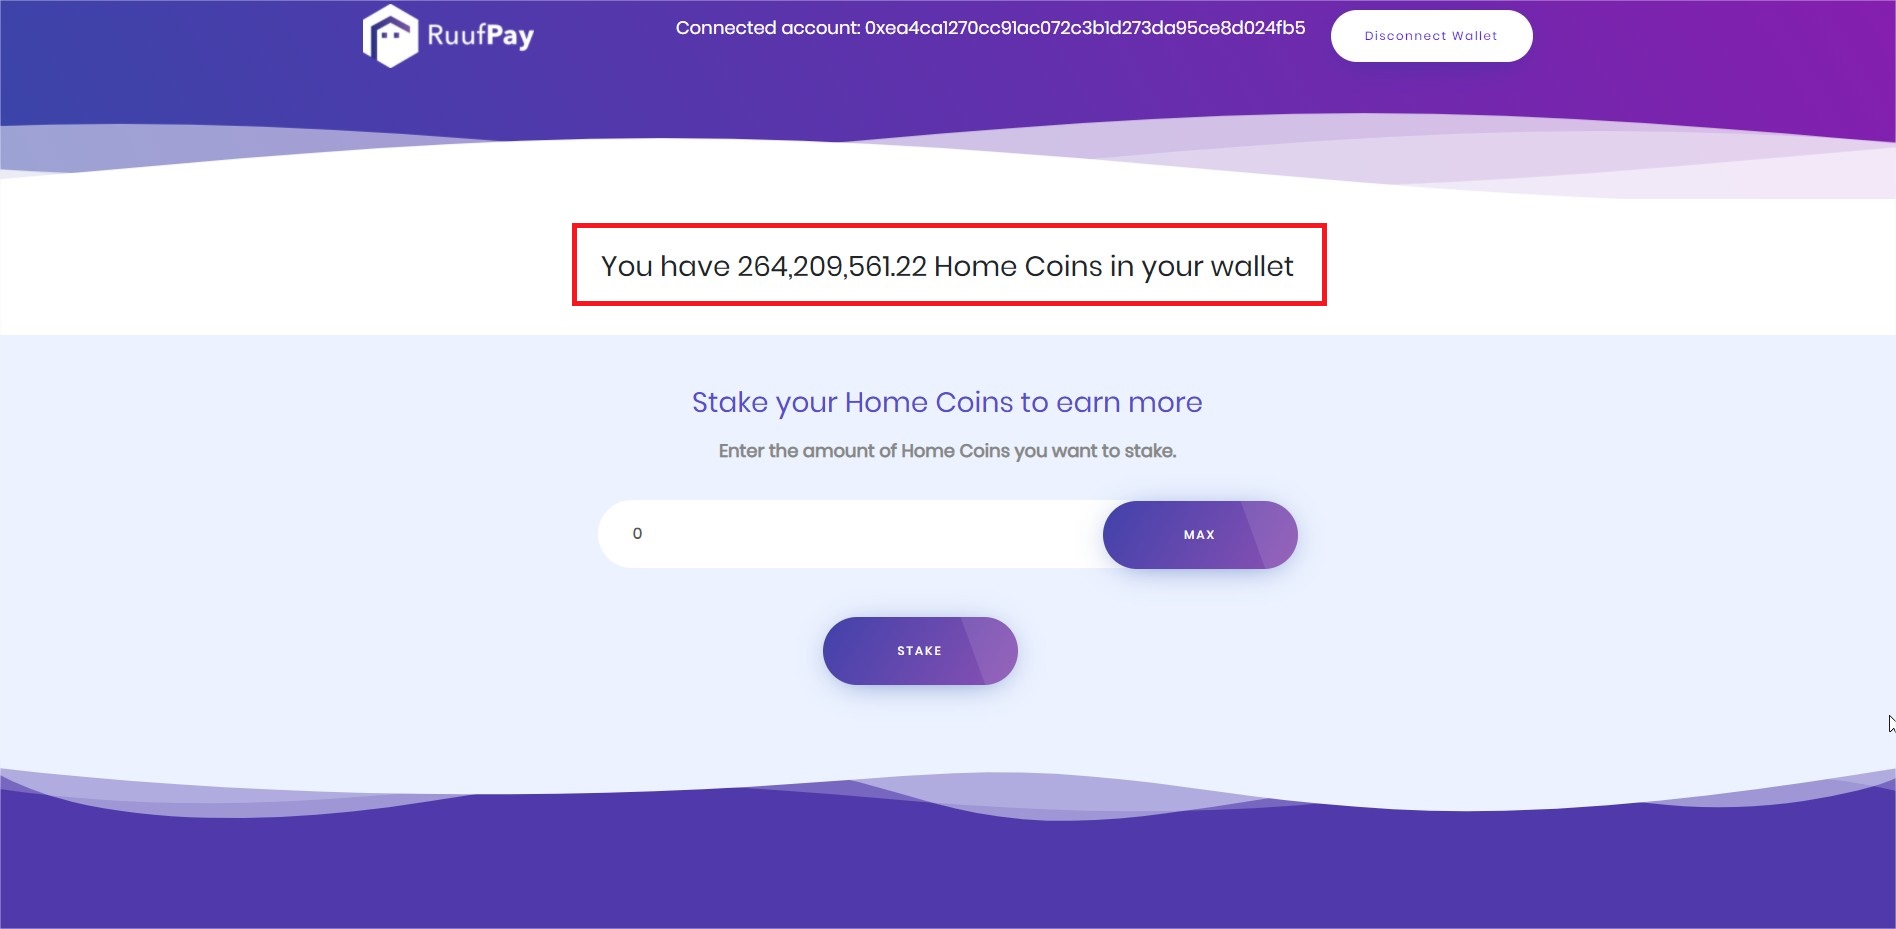 RuufPay
Connected account: 0xea4ca1270cc91ac072c3b1d273da95ce8d024fb5
Disconnect Wallet
You have 264,209,561.22 Home Coins in your wallet
Stake your Home Coins to earn more
Enter the amount of Home Coins you want to stake.
0
MAX
STAKE